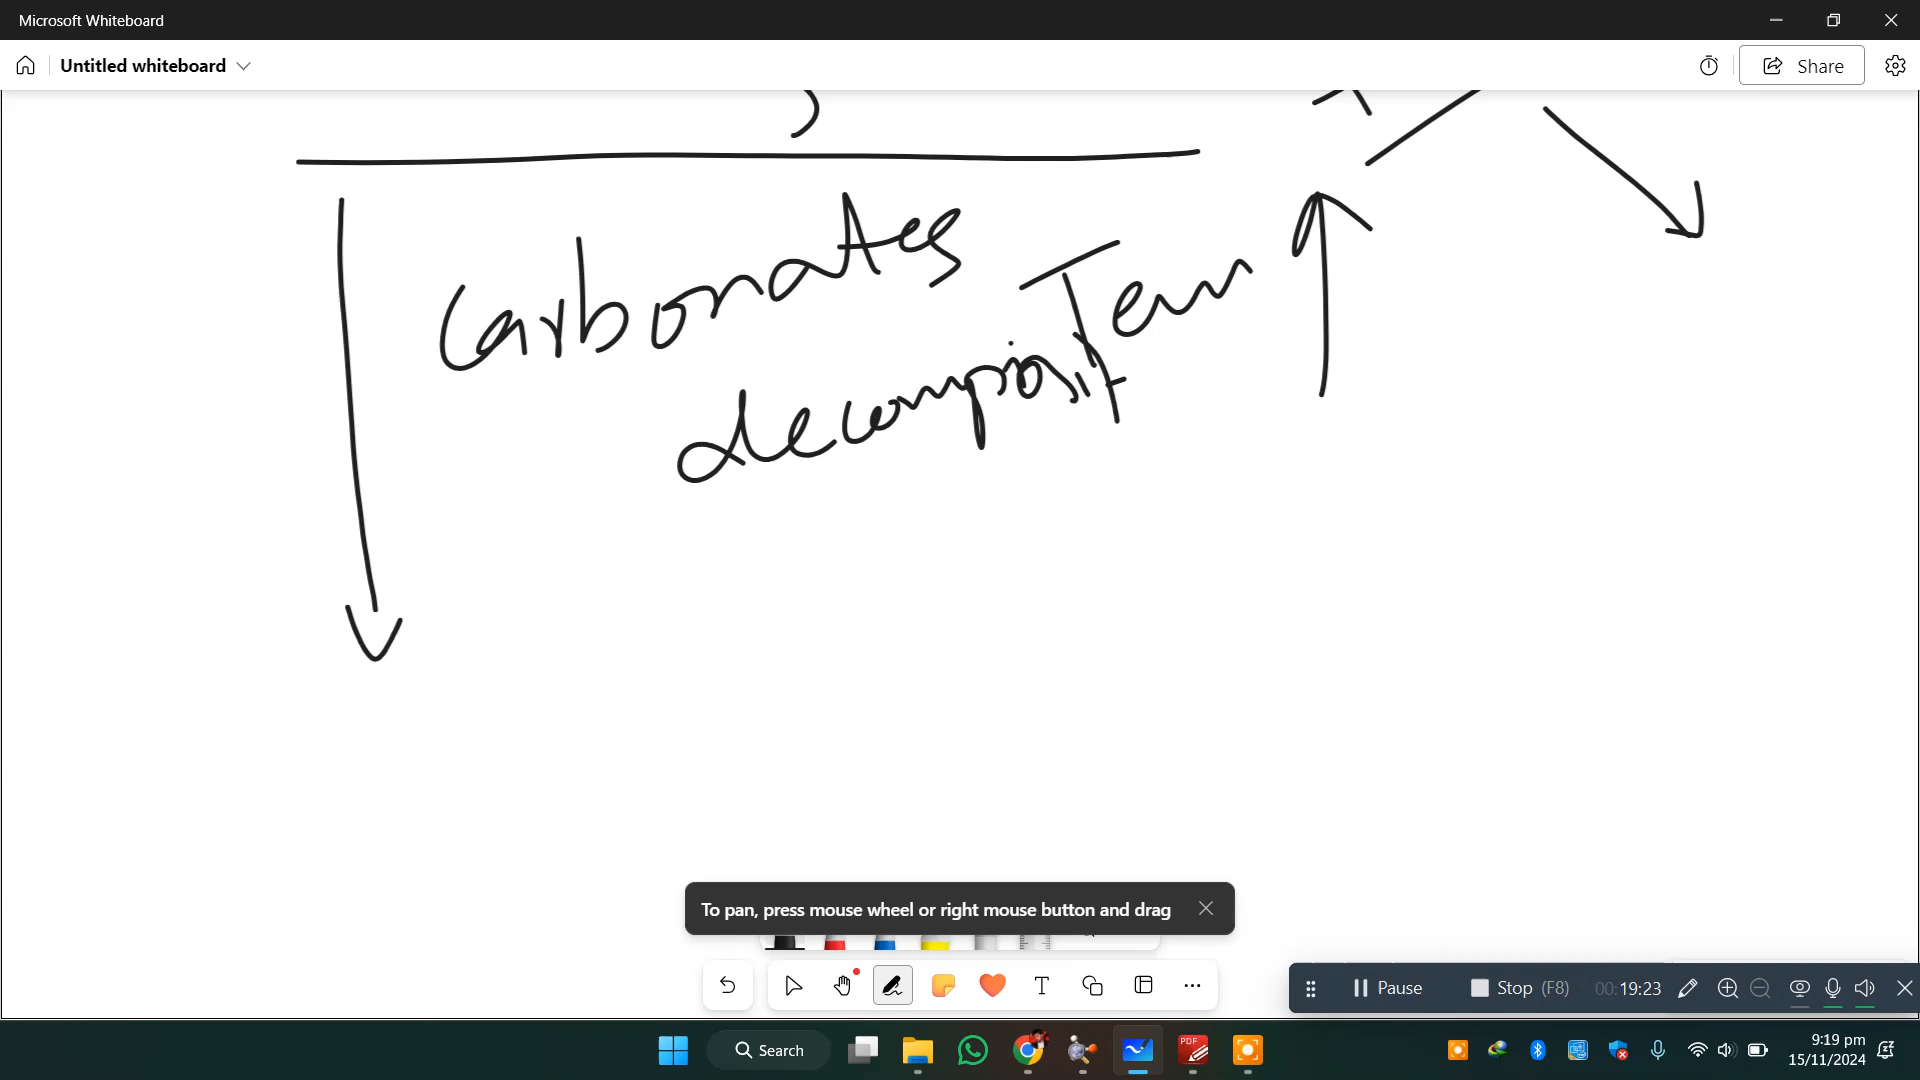 Microsoft Whiteboard
Untitled whiteboard
Share
Carbonates
Tem
To pan, press mouse wheel or right mouse button and drag
Pause
Stop (F8)
00:19:23
Search
PDF
9:19 pm
15/11/2024